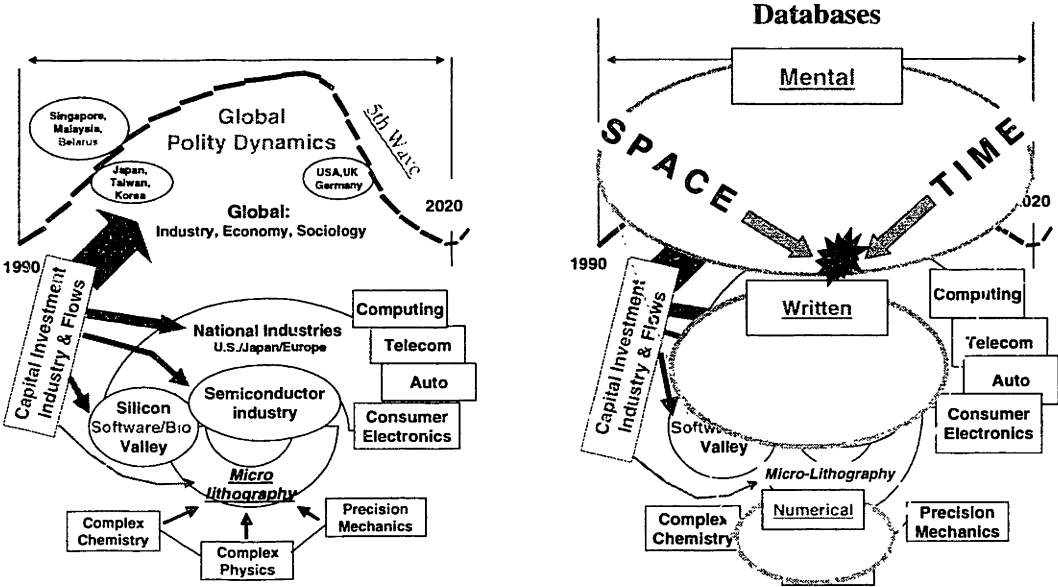 Singapore,
Malaysia,
Belarus
Global
Polity Dynamics
5th Wave
Japan,
Taiwan,
Korea
USA,UK
Germany
Global:
Industry, Economy, Sociology
2020
1990
Capital Investment
Industry & Flows
National Industries
U.S./Japan/Europe
Computing
Telecom
Auto
Consumer
Electronics
Semiconductor
industry
Silicon
Software/Bio
Valley
Micro
lithography
Complex
Chemistry
Complex
Physics
Precision
Mechanics
Databases
Mental
SPACE
TIME
020
1990
Capital Investment
Industry & Flows
Written
Computing
Telecom
Auto
Consumer
Electronics
Softw
Valley
Micro-Lithography
Numerical
Complex
Chemistry
Precision
Mechanics